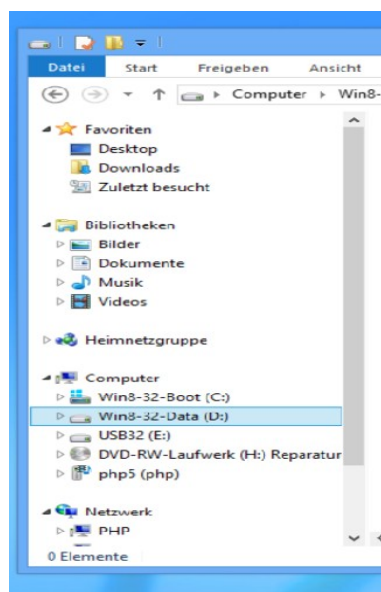 Datei Start Freigeben Ansicht
Computer Win8-
Favoriten
Desktop
Downloads
Zuletzt besucht
Bibliotheken
Bilder
Dokumente
Musik
Videos
Heimnetzgruppe
Computer
Win8-32-Boot (C:)
Win8-32-Data (D:)
USB32 (E:)
DVD-RW-Laufwerk (H:) Reparatur
php5 (php)
Netzwerk
PHP
0 Elemente